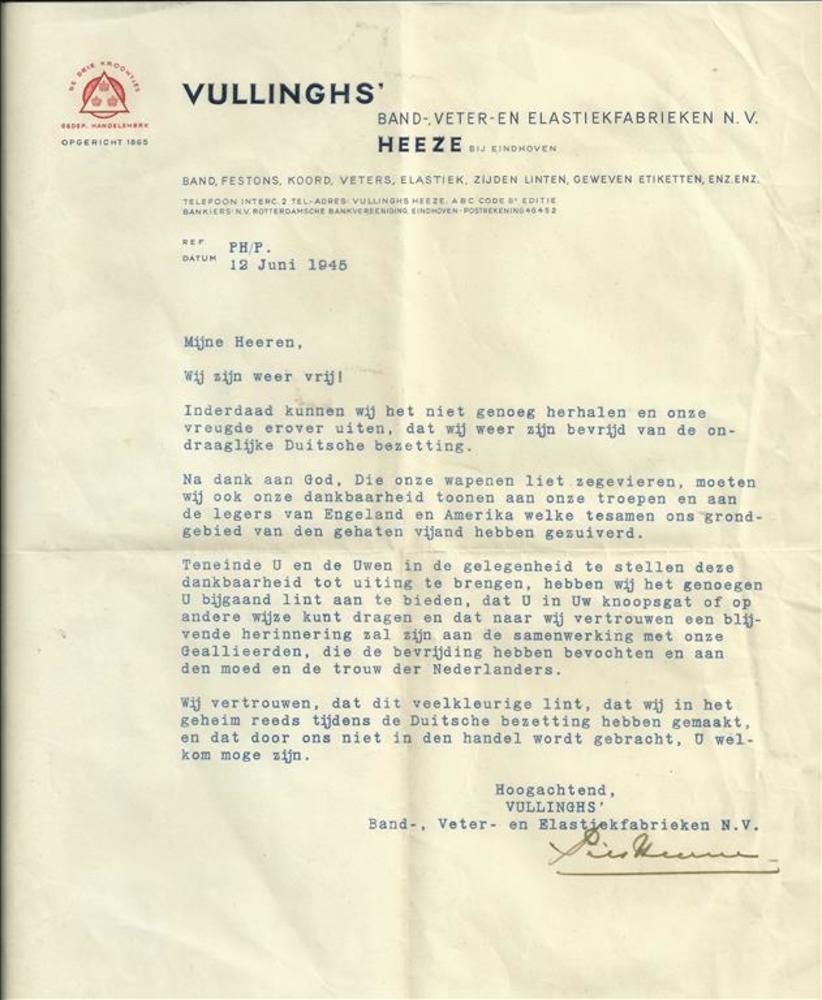 DE DRIE KROONTJES
GEDEP. HANDELSMERK
OPGERICHT 1865
VULLINGHS'
BAND-, VETER- EN ELASTIEKFABRIEKEN N.V.
HEEZE BIJ EINDHOVEN
BAND, FESTONS, KOORD, VETERS, ELASTIEK, ZIJDEN LINTEN, GEWEVEN ETIKETTEN, ENZ. ENZ.
TELEFOON INTERC. 2 TEL.-ADRES: VULLINGHS HEEZE. A B C CODE 5e EDITIE
BANKIERS: N.V. ROTTERDAMSCHE BANKVEREENIGING, EINDHOVEN - POSTREKENING 46452
REF. PH/P.
DATUM 12 Juni 1945
Mijne Heeren,
Wij zijn weer vrij!
Inderdaad kunnen wij het niet genoeg herhalen en onze
vreugde erover uiten, dat wij weer zijn bevrijd van de on-
draaglijke Duitsche bezetting.
Na dank aan God, Die onze wapenen liet zegevieren, moeten
wij ook onze dankbaarheid toonen aan onze troepen en aan
de legers van Engeland en Amerika welke tesamen ons grond-
gebied van den gehaten vijand hebben gezuiverd.
Teneinde U en de Uwen in de gelegenheid te stellen deze
dankbaarheid tot uiting te brengen, hebben wij het genoegen
U bijgaand lint aan te bieden, dat U in Uw knoopsgat of op
andere wijze kunt dragen en dat naar wij vertrouwen een blij-
vende herinnering zal zijn aan de samenwerking met onze
Geallieerden, die de bevrijding hebben bevochten en aan
den moed en de trouw der Nederlanders.
Wij vertrouwen, dat dit veelkleurige lint, dat wij in het
geheim reeds tijdens de Duitsche bezetting hebben gemaakt,
en dat door ons niet in den handel wordt gebracht, U wel-
kom moge zijn.
Hoogachtend,
VULLINGHS'
Band-, Veter- en Elastiekfabrieken N.V.